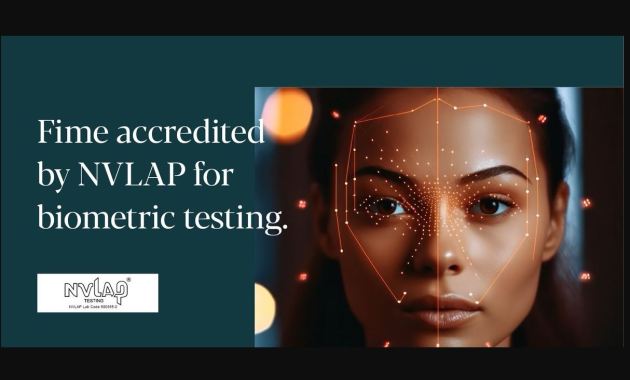 Fime accredited
by NVLAP for
biometric testing.
NVLAP®
TESTING